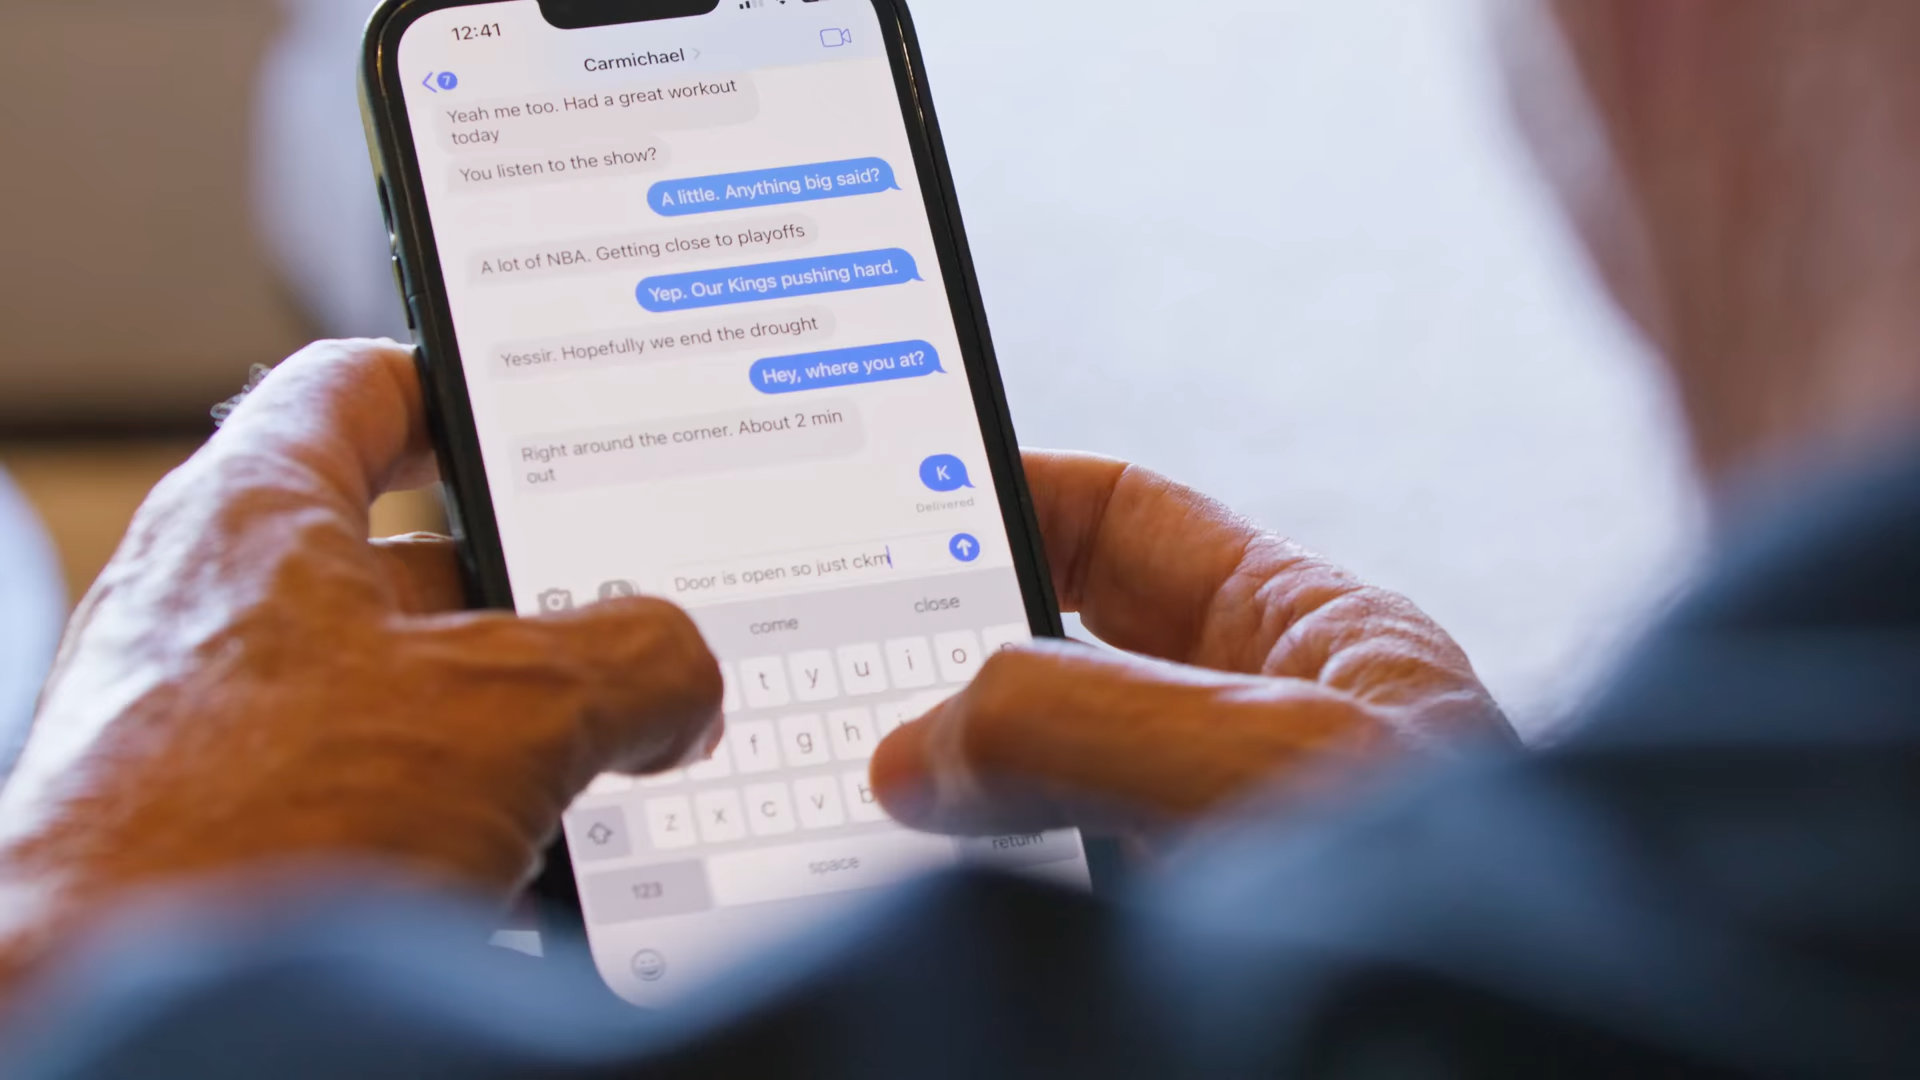 12:41
7
Carmichael
Yeah me too. Had a great workout
today
You listen to the show?
A little. Anything big said?
A lot of NBA. Getting close to playoffs
Yep. Our Kings pushing hard.
Yessir. Hopefully we end the drought
Hey, where you at?
Right around the corner. About 2 min
out
K
Delivered
Door is open so just ckm
come close
t y u i o
f g h
z x c v b
return
123 space